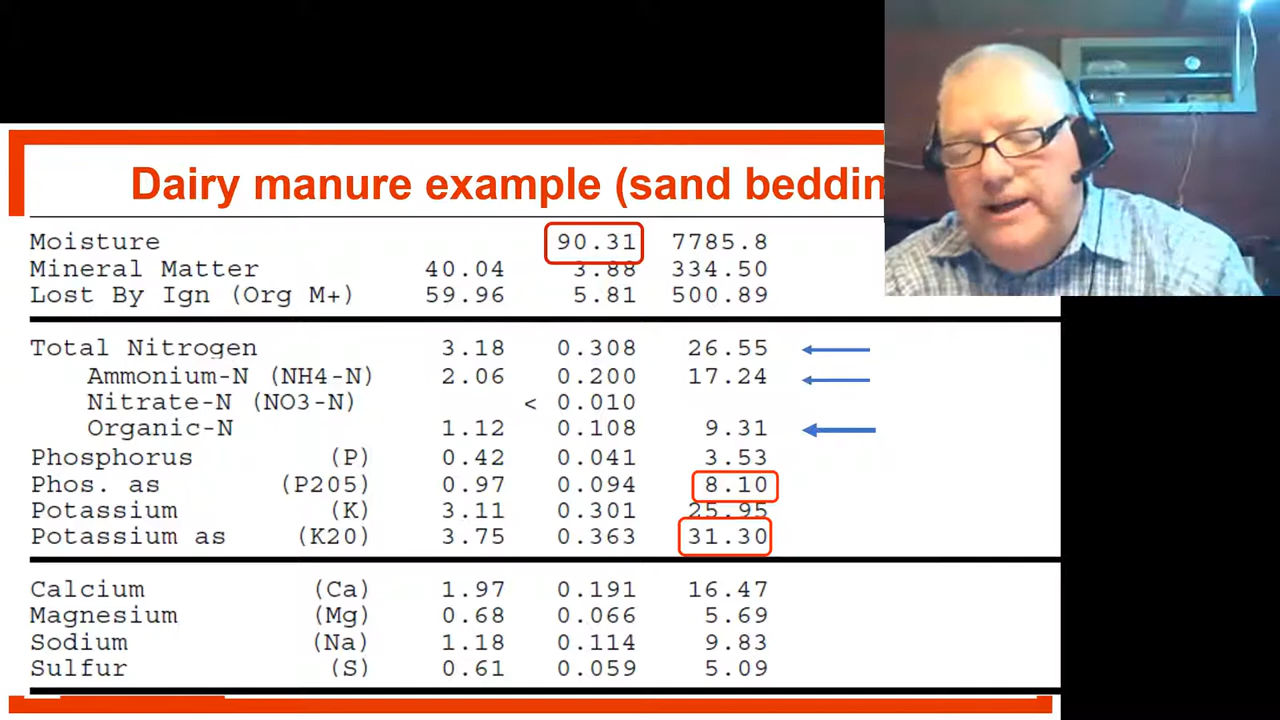 Dairy manure example (sand beddin
Moisture 90.31 7785.8
Mineral Matter 40.04 3.88 334.50
Lost By Ign (Org M+) 59.96 5.81 500.89
Total Nitrogen 3.18 0.308 26.55
Ammonium-N (NH4-N) 2.06 0.200 17.24
Nitrate-N (NO3-N) < 0.010
Organic-N 1.12 0.108 9.31
Phosphorus (P) 0.42 0.041 3.53
Phos. as (P205) 0.97 0.094 8.10
Potassium (K) 3.11 0.301 25.95
Potassium as (K20) 3.75 0.363 31.30
Calcium (Ca) 1.97 0.191 16.47
Magnesium (Mg) 0.68 0.066 5.69
Sodium (Na) 1.18 0.114 9.83
Sulfur (S) 0.61 0.059 5.09